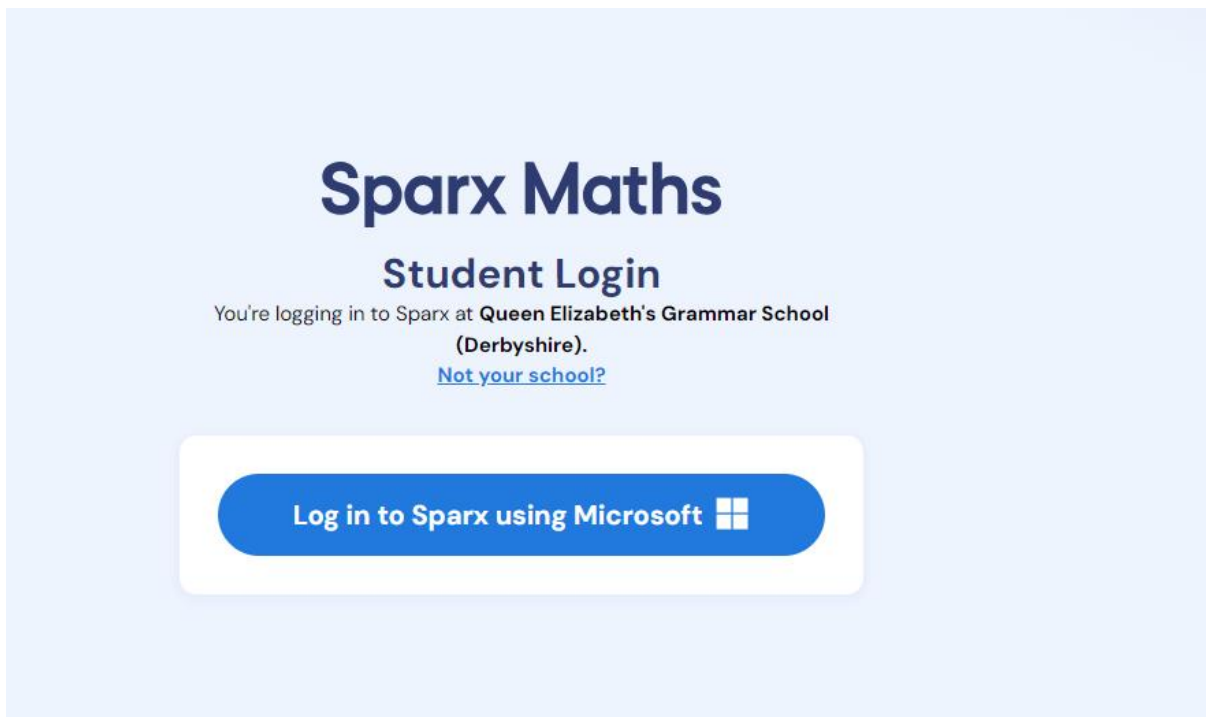 Sparx Maths
Student Login
You're logging in to Sparx at Queen Elizabeth's Grammar School
(Derbyshire).
Not your school?
Log in to Sparx using Microsoft